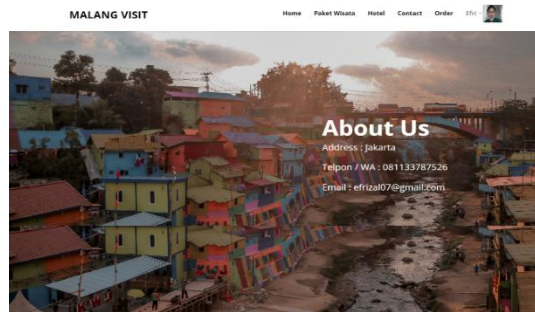 MALANG VISIT
Home Paket Wisata Hotel Contact Order
About Us
Address : Jakarta
Telpon / WA : 081133787526
Email : efrizal07@gmail.com